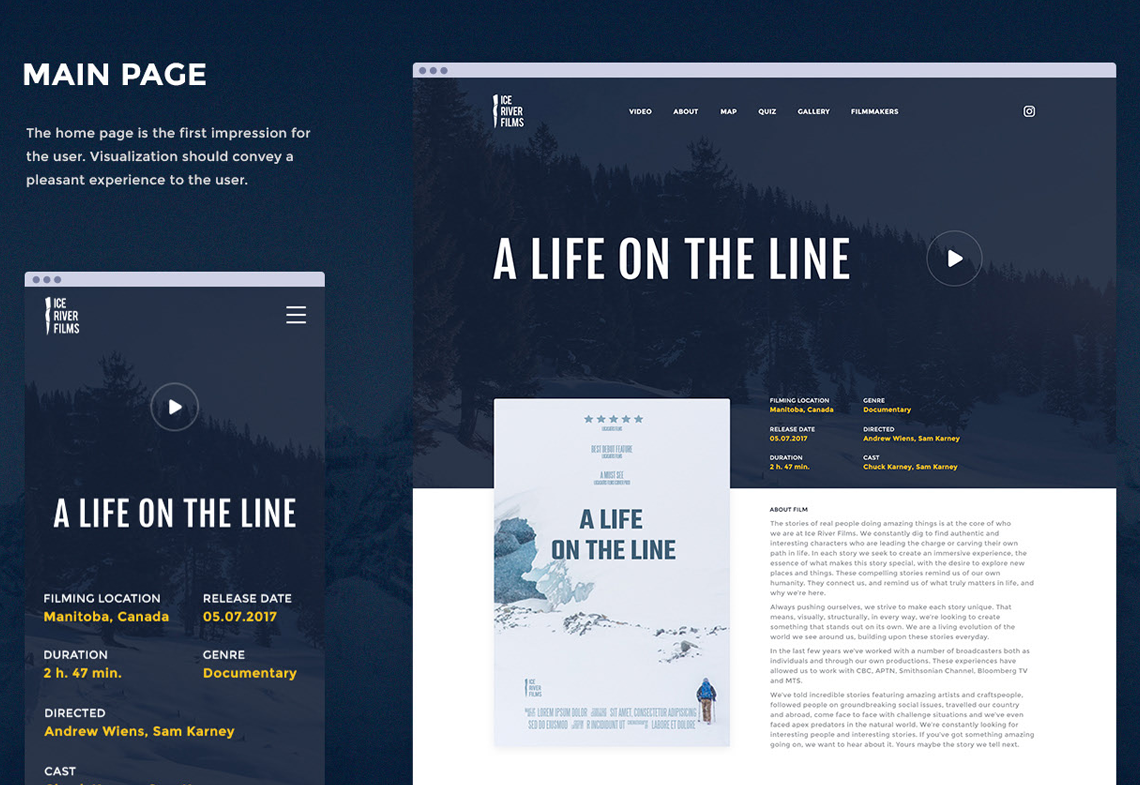 MAIN PAGE
The home page is the first impression for
the user. Visualization should convey a
pleasant experience to the user.
ICE
RIVER
FILMS
A LIFE ON THE LINE
FILMING LOCATION
Manitoba, Canada
RELEASE DATE
05.07.2017
DURATION
2 h. 47 min.
GENRE
Documentary
DIRECTED
Andrew Wiens, Sam Karney
CAST
ICE
RIVER
FILMS
VIDEO ABOUT MAP QUIZ GALLERY FILMMAKERS
A LIFE ON THE LINE
FILMING LOCATION
Manitoba, Canada
GENRE
Documentary
RELEASE DATE
05.07.2017
DIRECTED
Andrew Wiens, Sam Karney
DURATION
2 h. 47 min.
CAST
Chuck Karney, Sam Karney
BEST DEBUT FEATURE
A MUST SEE
A LIFE
ON THE LINE
ICE
RIVER
FILMS
LOREM IPSUM DOLOR SIT AMET, CONSECTETUR ADIPISICING
SED DO EIUSMOD INCIDIDUNT UT LABORE ET DOLORE
ABOUT FILM
The stories of real people doing amazing things is at the core of who
we are at Ice River Films. We constantly dig to find authentic and
interesting characters who are leading the charge or carving their own
path in life. In each story we seek to create an immersive experience, the
essence of what makes this story special, with the desire to explore new
places and things. These compelling stories remind us of our own
humanity. They connect us, and remind us of what truly matters in life, and
why we're here.
Always pushing ourselves, we strive to make each story unique. That
means, visually, structurally, in every way, we're looking to create
something that stands out on its own. We are a living evolution of the
world we see around us, building upon these stories everyday.
In the last few years we've worked with a number of broadcasters both as
individuals and through our own productions. These experiences have
allowed us to work with CBC, APTN, Smithsonian Channel, Bloomberg TV
and MTS.
We've told incredible stories featuring amazing artists and craftspeople,
followed people on groundbreaking social issues, travelled our country
and abroad, come face to face with challenge situations and we've even
faced apex predators in the natural world. We're constantly looking for
interesting people and interesting stories. If you've got something amazing
going on, we want to hear about it. Yours maybe the story we tell next.